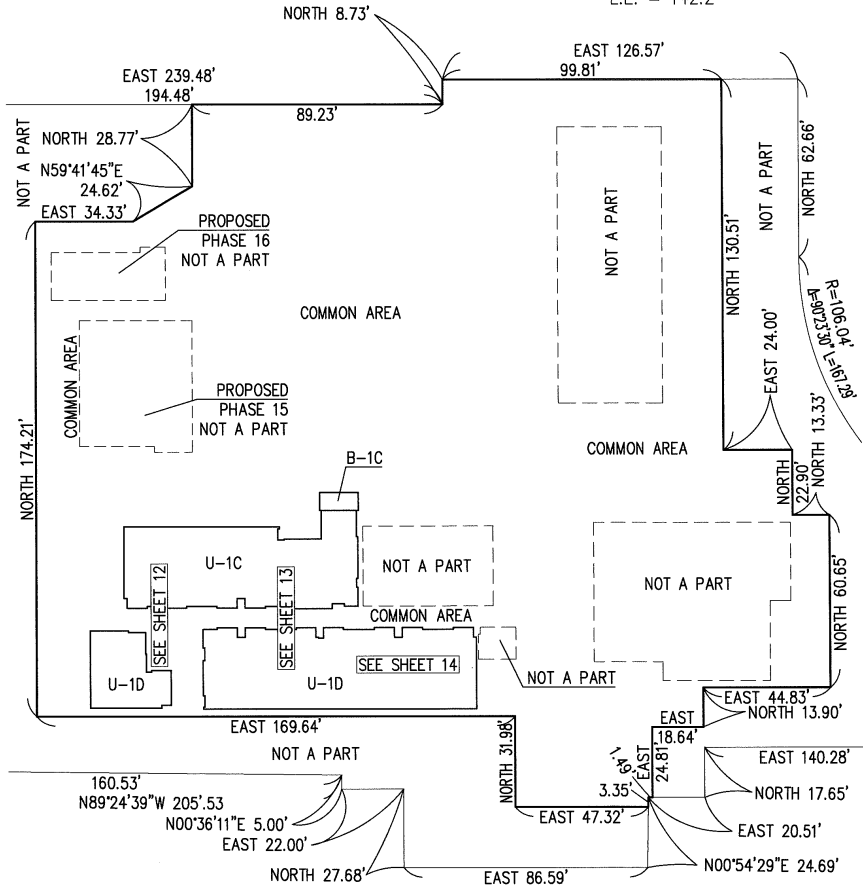 L.L. = 112.2
NORTH 8.73'
EAST 126.57'
99.81'
EAST 239.48'
194.48'
89.23'
NORTH 28.77'
NOT A PART
N59°41'45"E
24.62'
EAST 34.33'
PROPOSED
PHASE 16
NOT A PART
NOT A PART
NORTH 130.51'
NOT A PART
NORTH 62.66'
R=106.04'
Δ=90°23'30" L=167.29'
COMMON AREA
COMMON AREA
PROPOSED
PHASE 15
NOT A PART
NORTH 174.21'
EAST 24.00'
COMMON AREA
NORTH
22.90'
NORTH 13.33'
B-1C
U-1C
SEE SHEET 12
SEE SHEET 13
NOT A PART
COMMON AREA
NOT A PART
NORTH 60.65'
U-1D
U-1D
SEE SHEET 14
NOT A PART
EAST 44.83'
NORTH 13.90'
EAST
18.64'
EAST 169.64'
NOT A PART
NORTH 31.98'
EAST
24.81'
1.49'
3.35'
EAST 140.28'
NORTH 17.65'
EAST 20.51'
160.53'
N89°24'39"W 205.53
N00°36'11"E 5.00'
EAST 22.00'
NORTH 27.68'
EAST 47.32'
EAST 86.59'
N00°54'29"E 24.69'